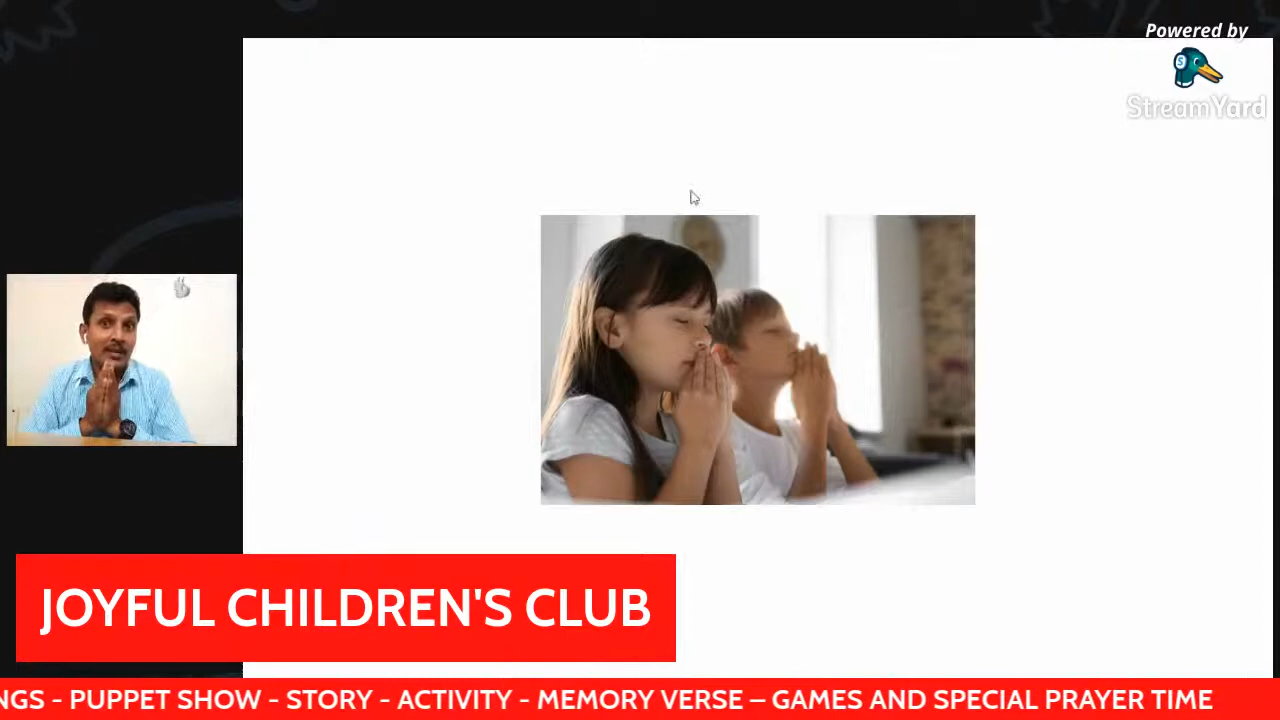 Powered by
StreamYard
JOYFUL CHILDREN'S CLUB
NGS - PUPPET SHOW - STORY - ACTIVITY - MEMORY VERSE – GAMES AND SPECIAL PRAYER TIME